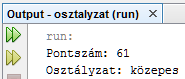 Output - osztalyzat (run)
run:
Pontszám: 61
Osztályzat: közepes